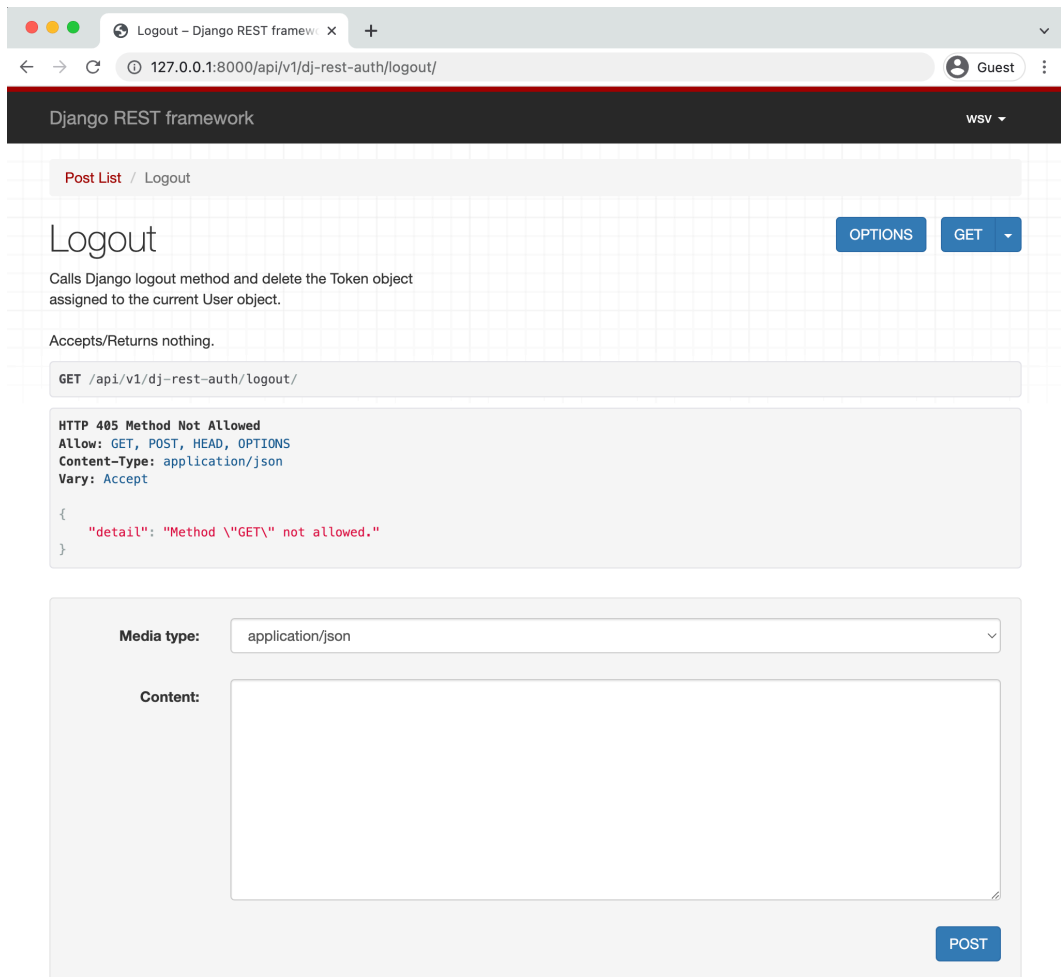 Logout – Django REST framew
127.0.0.1:8000/api/v1/dj-rest-auth/logout/
Guest
Django REST framework
wsv
Post List / Logout
Logout
OPTIONS
GET
Calls Django logout method and delete the Token object
assigned to the current User object.
Accepts/Returns nothing.
GET /api/v1/dj-rest-auth/logout/
HTTP 405 Method Not Allowed
Allow: GET, POST, HEAD, OPTIONS
Content-Type: application/json
Vary: Accept
{
"detail": "Method \"GET\" not allowed."
}
Media type:
application/json
Content:
POST